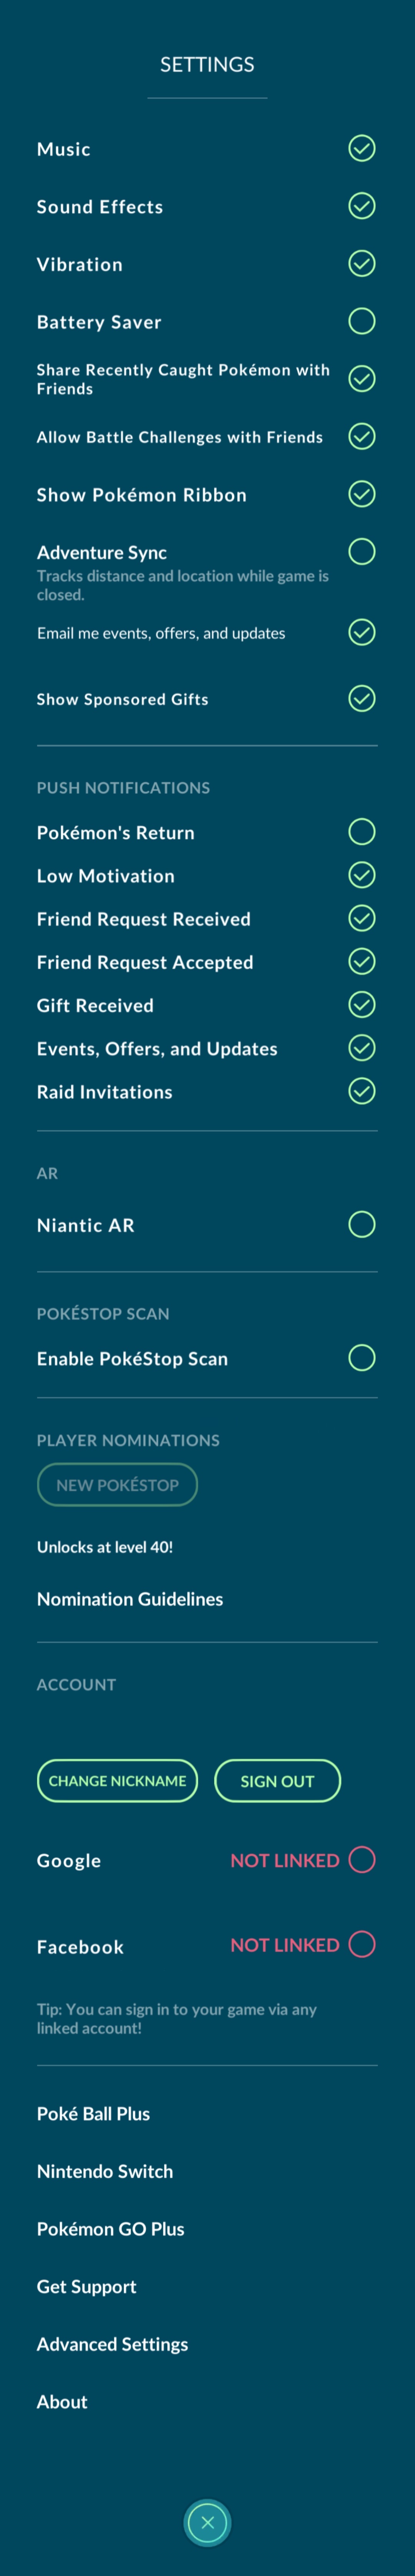 SETTINGS
Music
Sound Effects
Vibration
Battery Saver
Share Recently Caught Pokémon with
Friends
Allow Battle Challenges with Friends
Show Pokémon Ribbon
Adventure Sync
Tracks distance and location while game is
closed.
Email me events, offers, and updates
Show Sponsored Gifts
PUSH NOTIFICATIONS
Pokémon's Return
Low Motivation
Friend Request Received
Friend Request Accepted
Gift Received
Events, Offers, and Updates
Raid Invitations
AR
Niantic AR
POKÉSTOP SCAN
Enable PokéStop Scan
PLAYER NOMINATIONS
NEW POKÉSTOP
Unlocks at level 40!
Nomination Guidelines
ACCOUNT
CHANGE NICKNAME SIGN OUT
Google NOT LINKED
Facebook NOT LINKED
Tip: You can sign in to your game via any
linked account!
Poké Ball Plus
Nintendo Switch
Pokémon GO Plus
Get Support
Advanced Settings
About